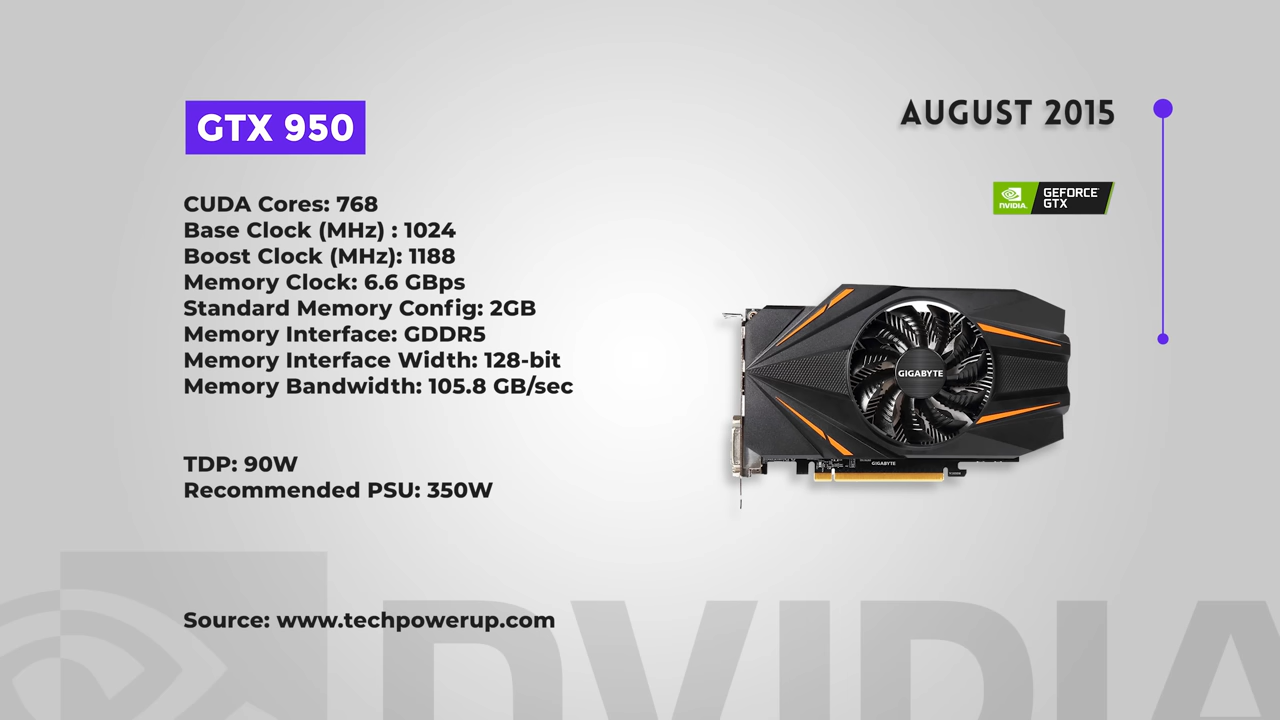 GTX 950
AUGUST 2015
NVIDIA.
GEFORCE
GTX
CUDA Cores: 768
Base Clock (MHz) : 1024
Boost Clock (MHz): 1188
Memory Clock: 6.6 GBps
Standard Memory Config: 2GB
Memory Interface: GDDR5
Memory Interface Width: 128-bit
Memory Bandwidth: 105.8 GB/sec
GIGABYTE
GIGABYTE
TDP: 90W
Recommended PSU: 350W
Source: www.techpowerup.com
NVIDIA